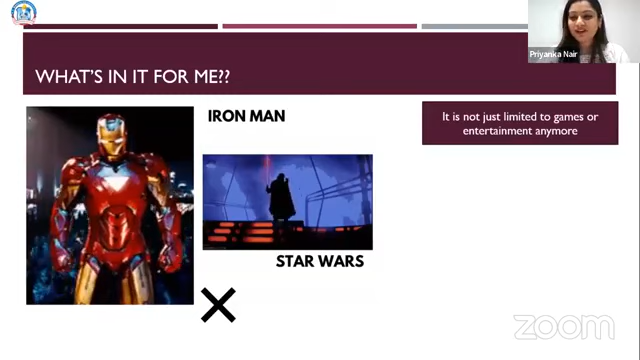 Priyanka Nair
WHAT'S IN IT FOR ME??
IRON MAN
It is not just limited to games or
entertainment anymore
STAR WARS
zoom